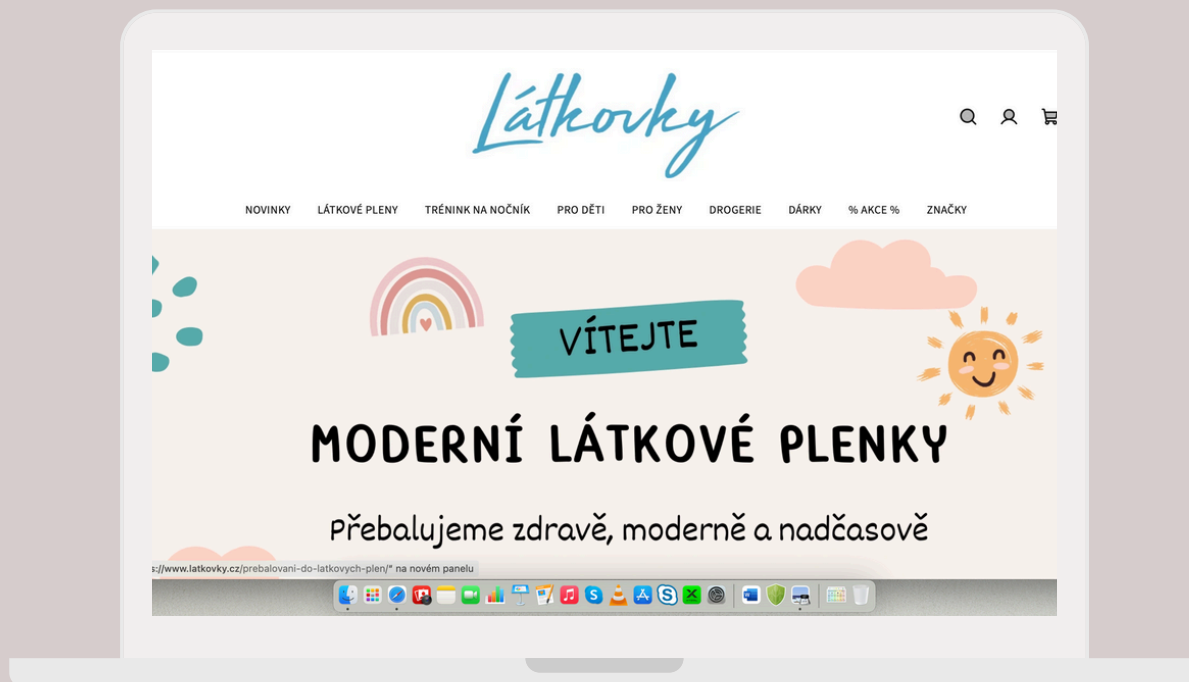 Látkovky
NOVINKY LÁTKOVÉ PLENY TRÉNINK NA NOČNÍK PRO DĚTI PRO ŽENY DROGERIE DÁRKY % AKCE % ZNAČKY
VÍTEJTE
MODERNÍ LÁTKOVÉ PLENKY
Přebalujeme zdravě, moderně a nadčasově
s://www.latkovky.cz/prebalovani-do-latkovych-plen/" na novém panelu